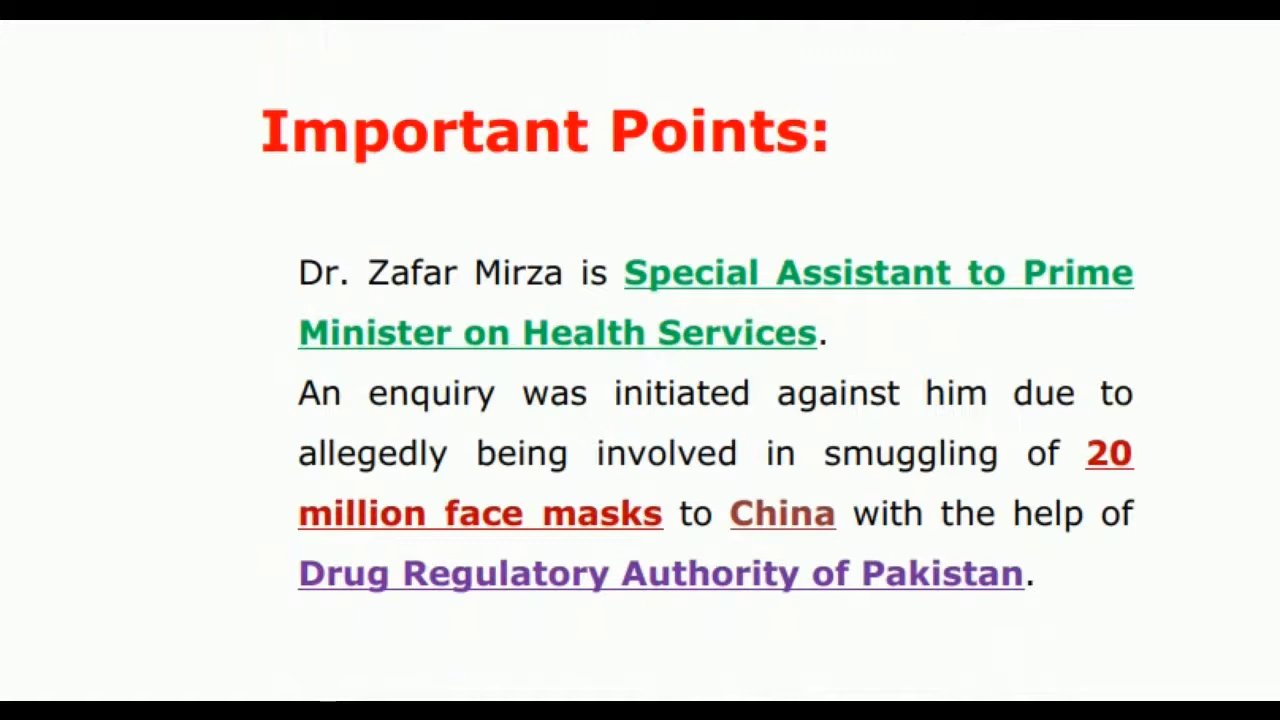 Important Points:
Dr. Zafar Mirza is Special Assistant to Prime
Minister on Health Services.
An enquiry was initiated against him due to
allegedly being involved in smuggling of 20
million face masks to China with the help of
Drug Regulatory Authority of Pakistan.